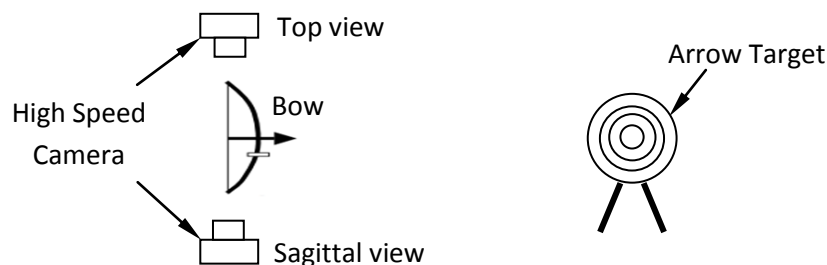 Top view
Arrow Target
High Speed
Camera
Bow
Sagittal view